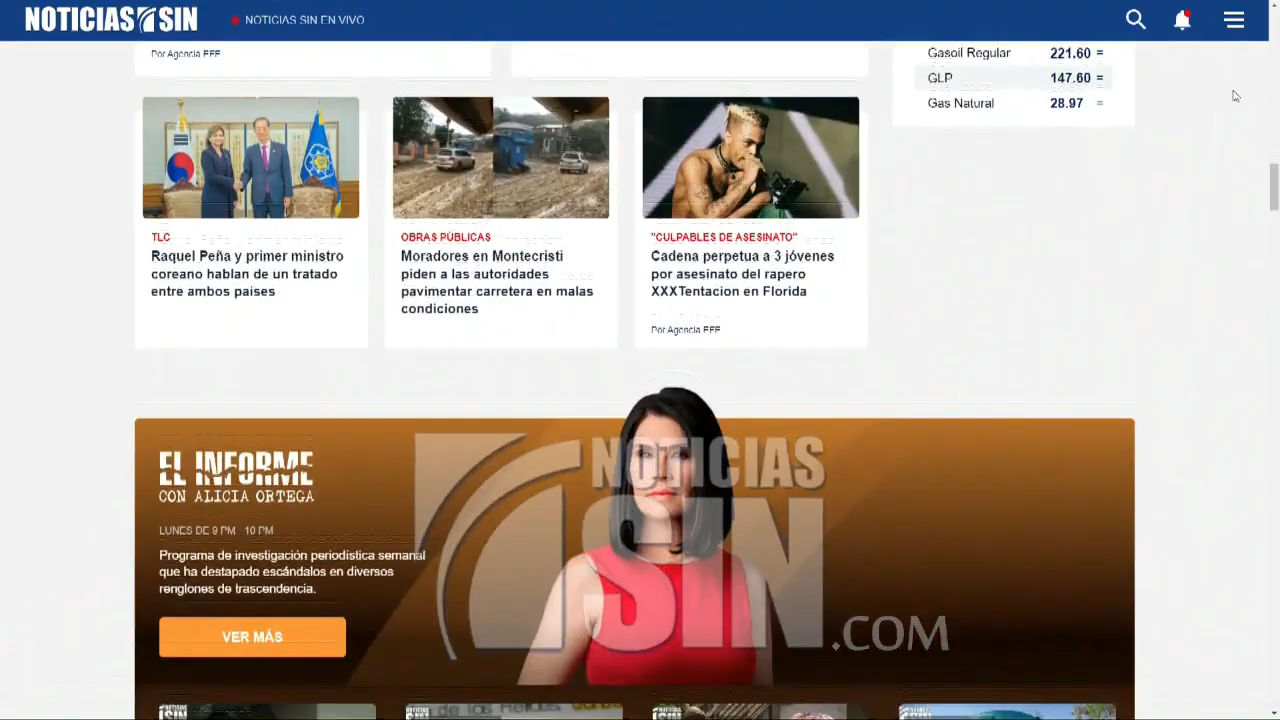 NOTICIAS SIN
NOTICIAS SIN EN VIVO
Por Agencia EFE
Gasoil Regular 221.60 =
GLP 147.60 =
Gas Natural 28.97 =
TLC
Raquel Peña y primer ministro
coreano hablan de un tratado
entre ambos paises
OBRAS PÚBLICAS
Moradores en Montecristi
piden a las autoridades
pavimentar carretera en malas
condiciones
"CULPABLES DE ASESINATO"
Cadena perpetua a 3 jóvenes
por asesinato del rapero
XXXTentacion en Florida
Por Agencia EFE
EL INFORME
CON ALICIA ORTEGA
LUNES DE 9 PM 10 PM
Programa de investigación periodística semanal
que ha destapado escándalos en diversos
renglones de trascendencia.
VER MÁS
NOTICIAS
SIN
.COM